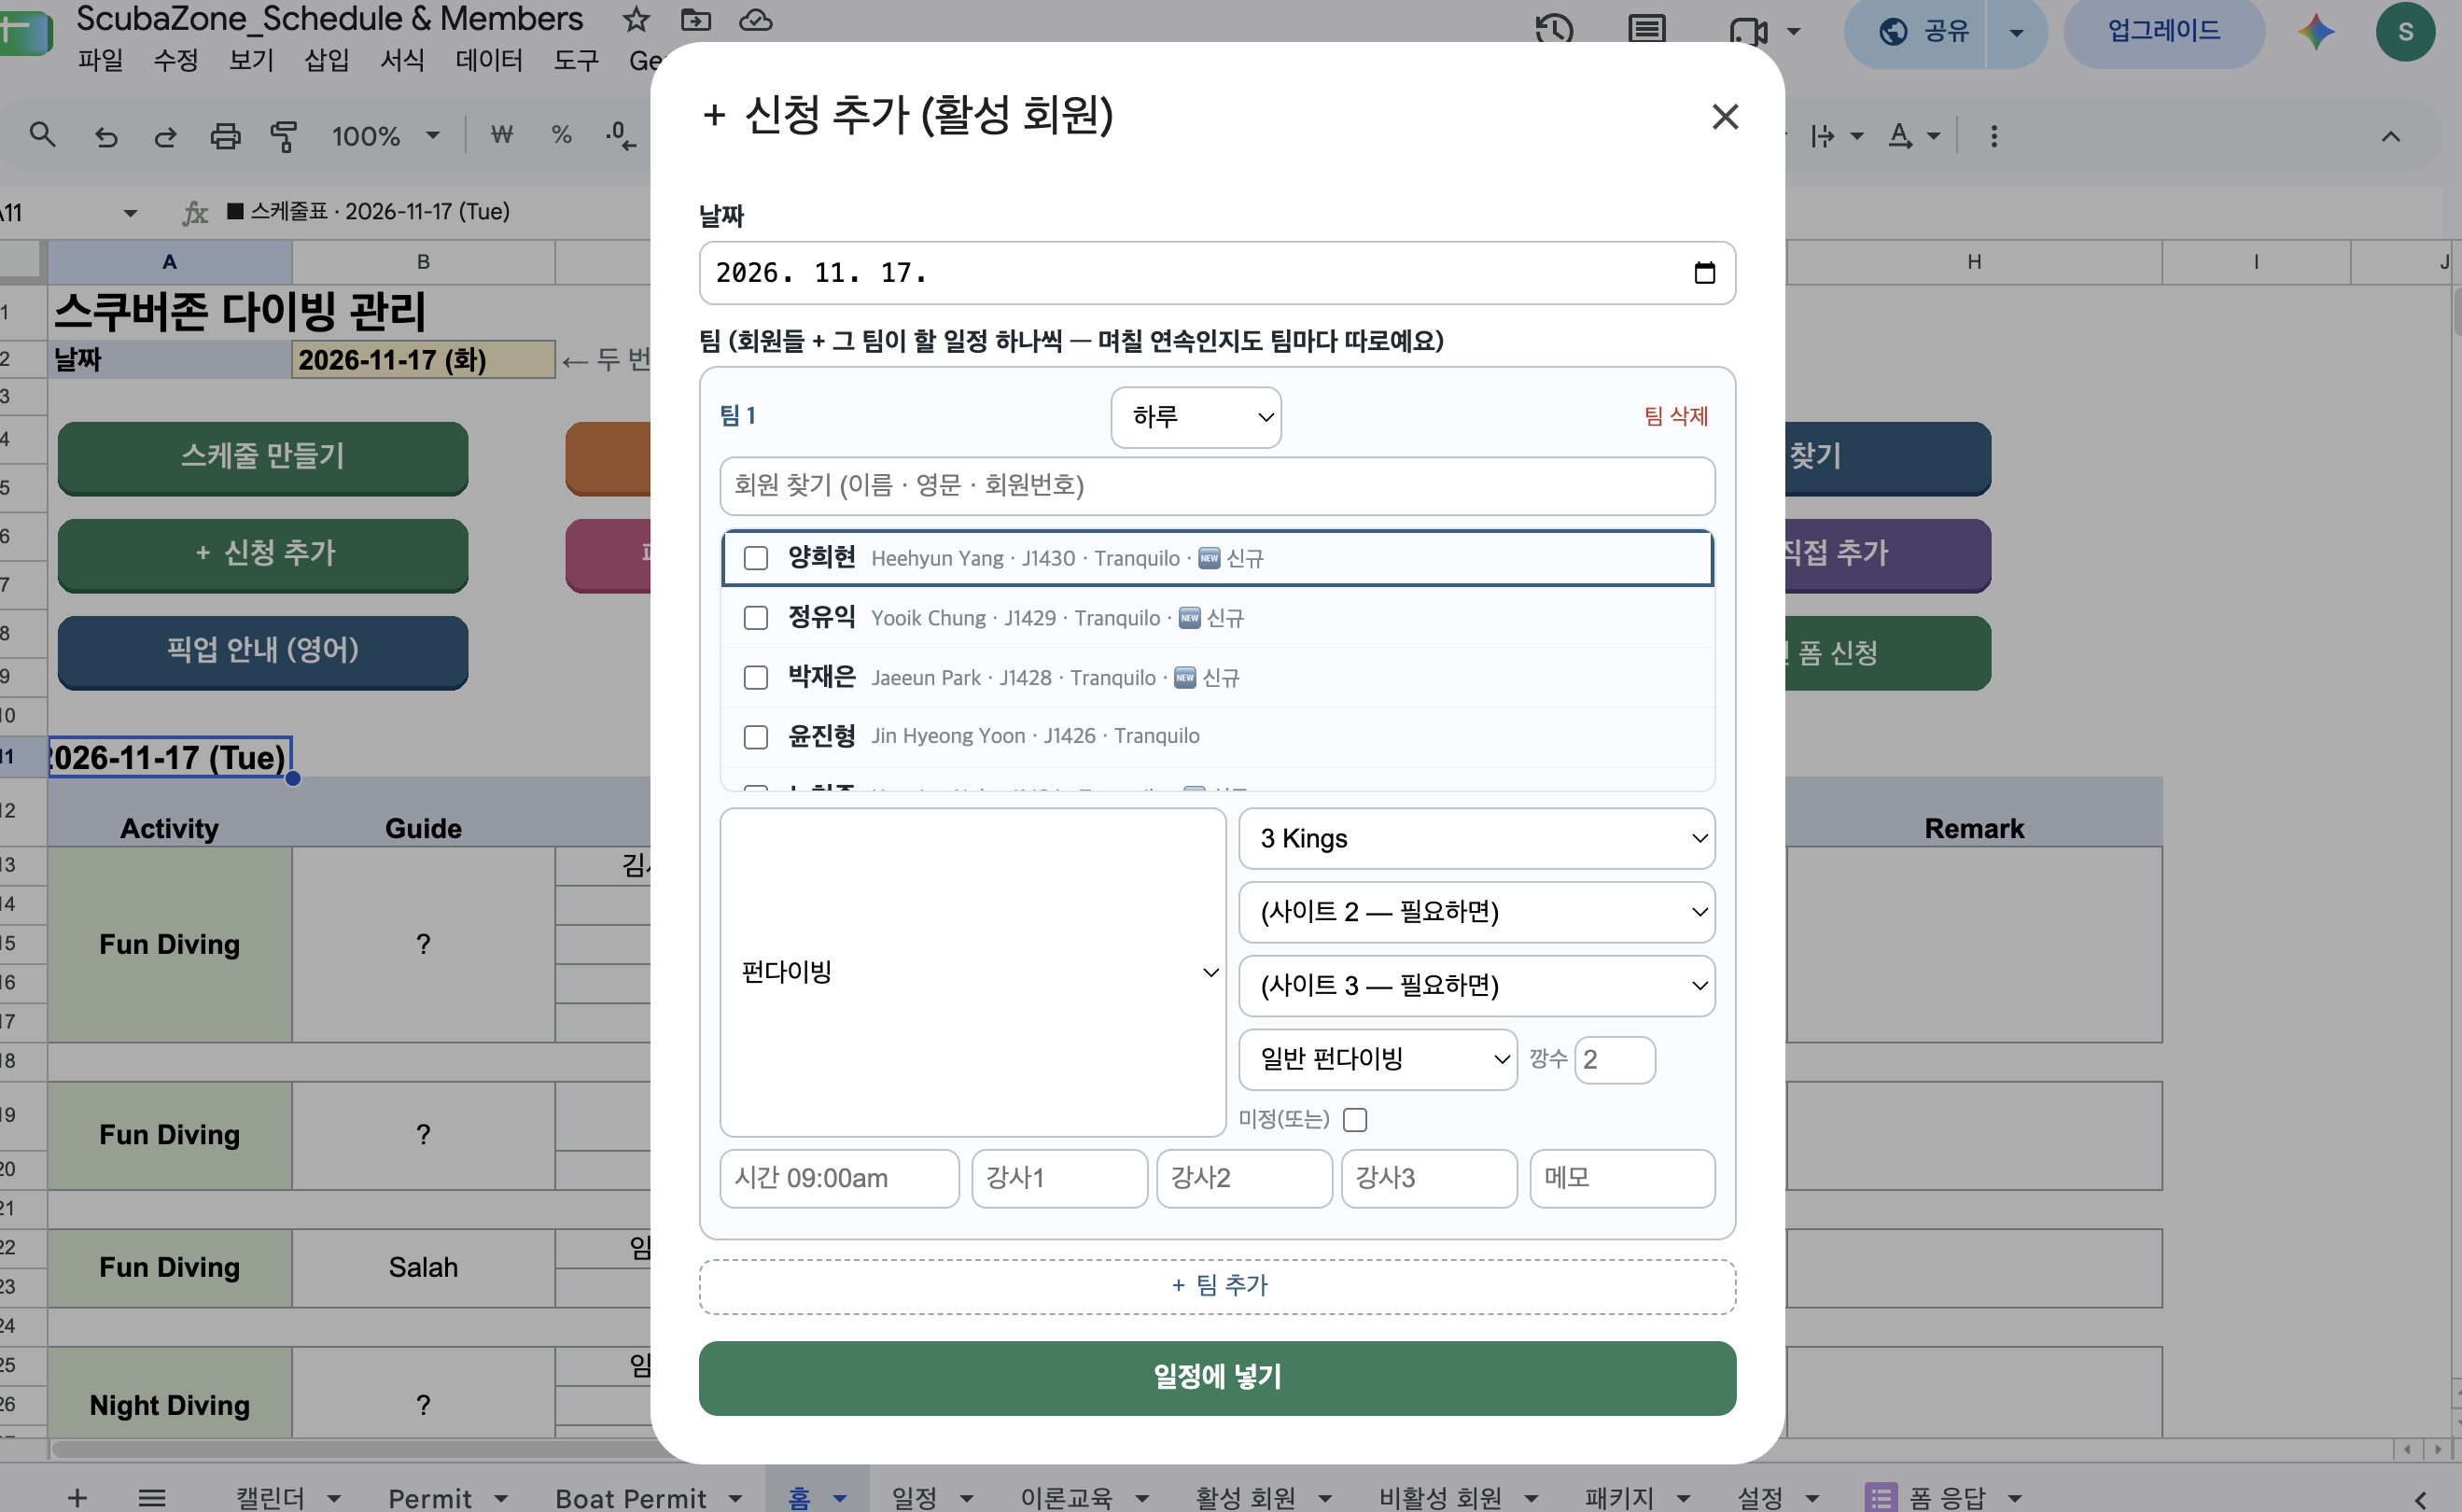 ScubaZone_Schedule & Members
공유
업그레이드
S
파일 수정 보기 삽입 서식 데이터 도구
100% ₩ % .0
A
fx ■ 스케줄표 · 2026-11-17 (Tue)
A B H I J
스쿠버존 다이빙 관리
날짜 2026-11-17 (화) ← 두 번
스케줄 만들기
찾기
+ 신청 추가
직접 추가
픽업 안내 (영어)
폼 신청
2026-11-17 (Tue)
Activity Guide Remark
Fun Diving ?
Fun Diving ?
Fun Diving Salah 임
Night Diving ? 임
+ 신청 추가 (활성 회원)
날짜
2026. 11. 17.
팀 (회원들 + 그 팀이 할 일정 하나씩 — 며칠 연속인지도 팀마다 따로예요)
팀 1 하루 팀 삭제
회원 찾기 (이름 · 영문 · 회원번호)
양희현 Heehyun Yang · J1430 · Tranquilo · NEW 신규
정유익 Yooik Chung · J1429 · Tranquilo · NEW 신규
박재은 Jaeeun Park · J1428 · Tranquilo · NEW 신규
윤진형 Jin Hyeong Yoon · J1426 · Tranquilo
펀다이빙
3 Kings
(사이트 2 — 필요하면)
(사이트 3 — 필요하면)
일반 펀다이빙 깡수 2
미정(또는)
시간 09:00am 강사1 강사2 강사3 메모
+ 팀 추가
일정에 넣기
캘린더 Permit Boat Permit 홈 일정 이론교육 활성 회원 비활성 회원 패키지 설정 폼 응답